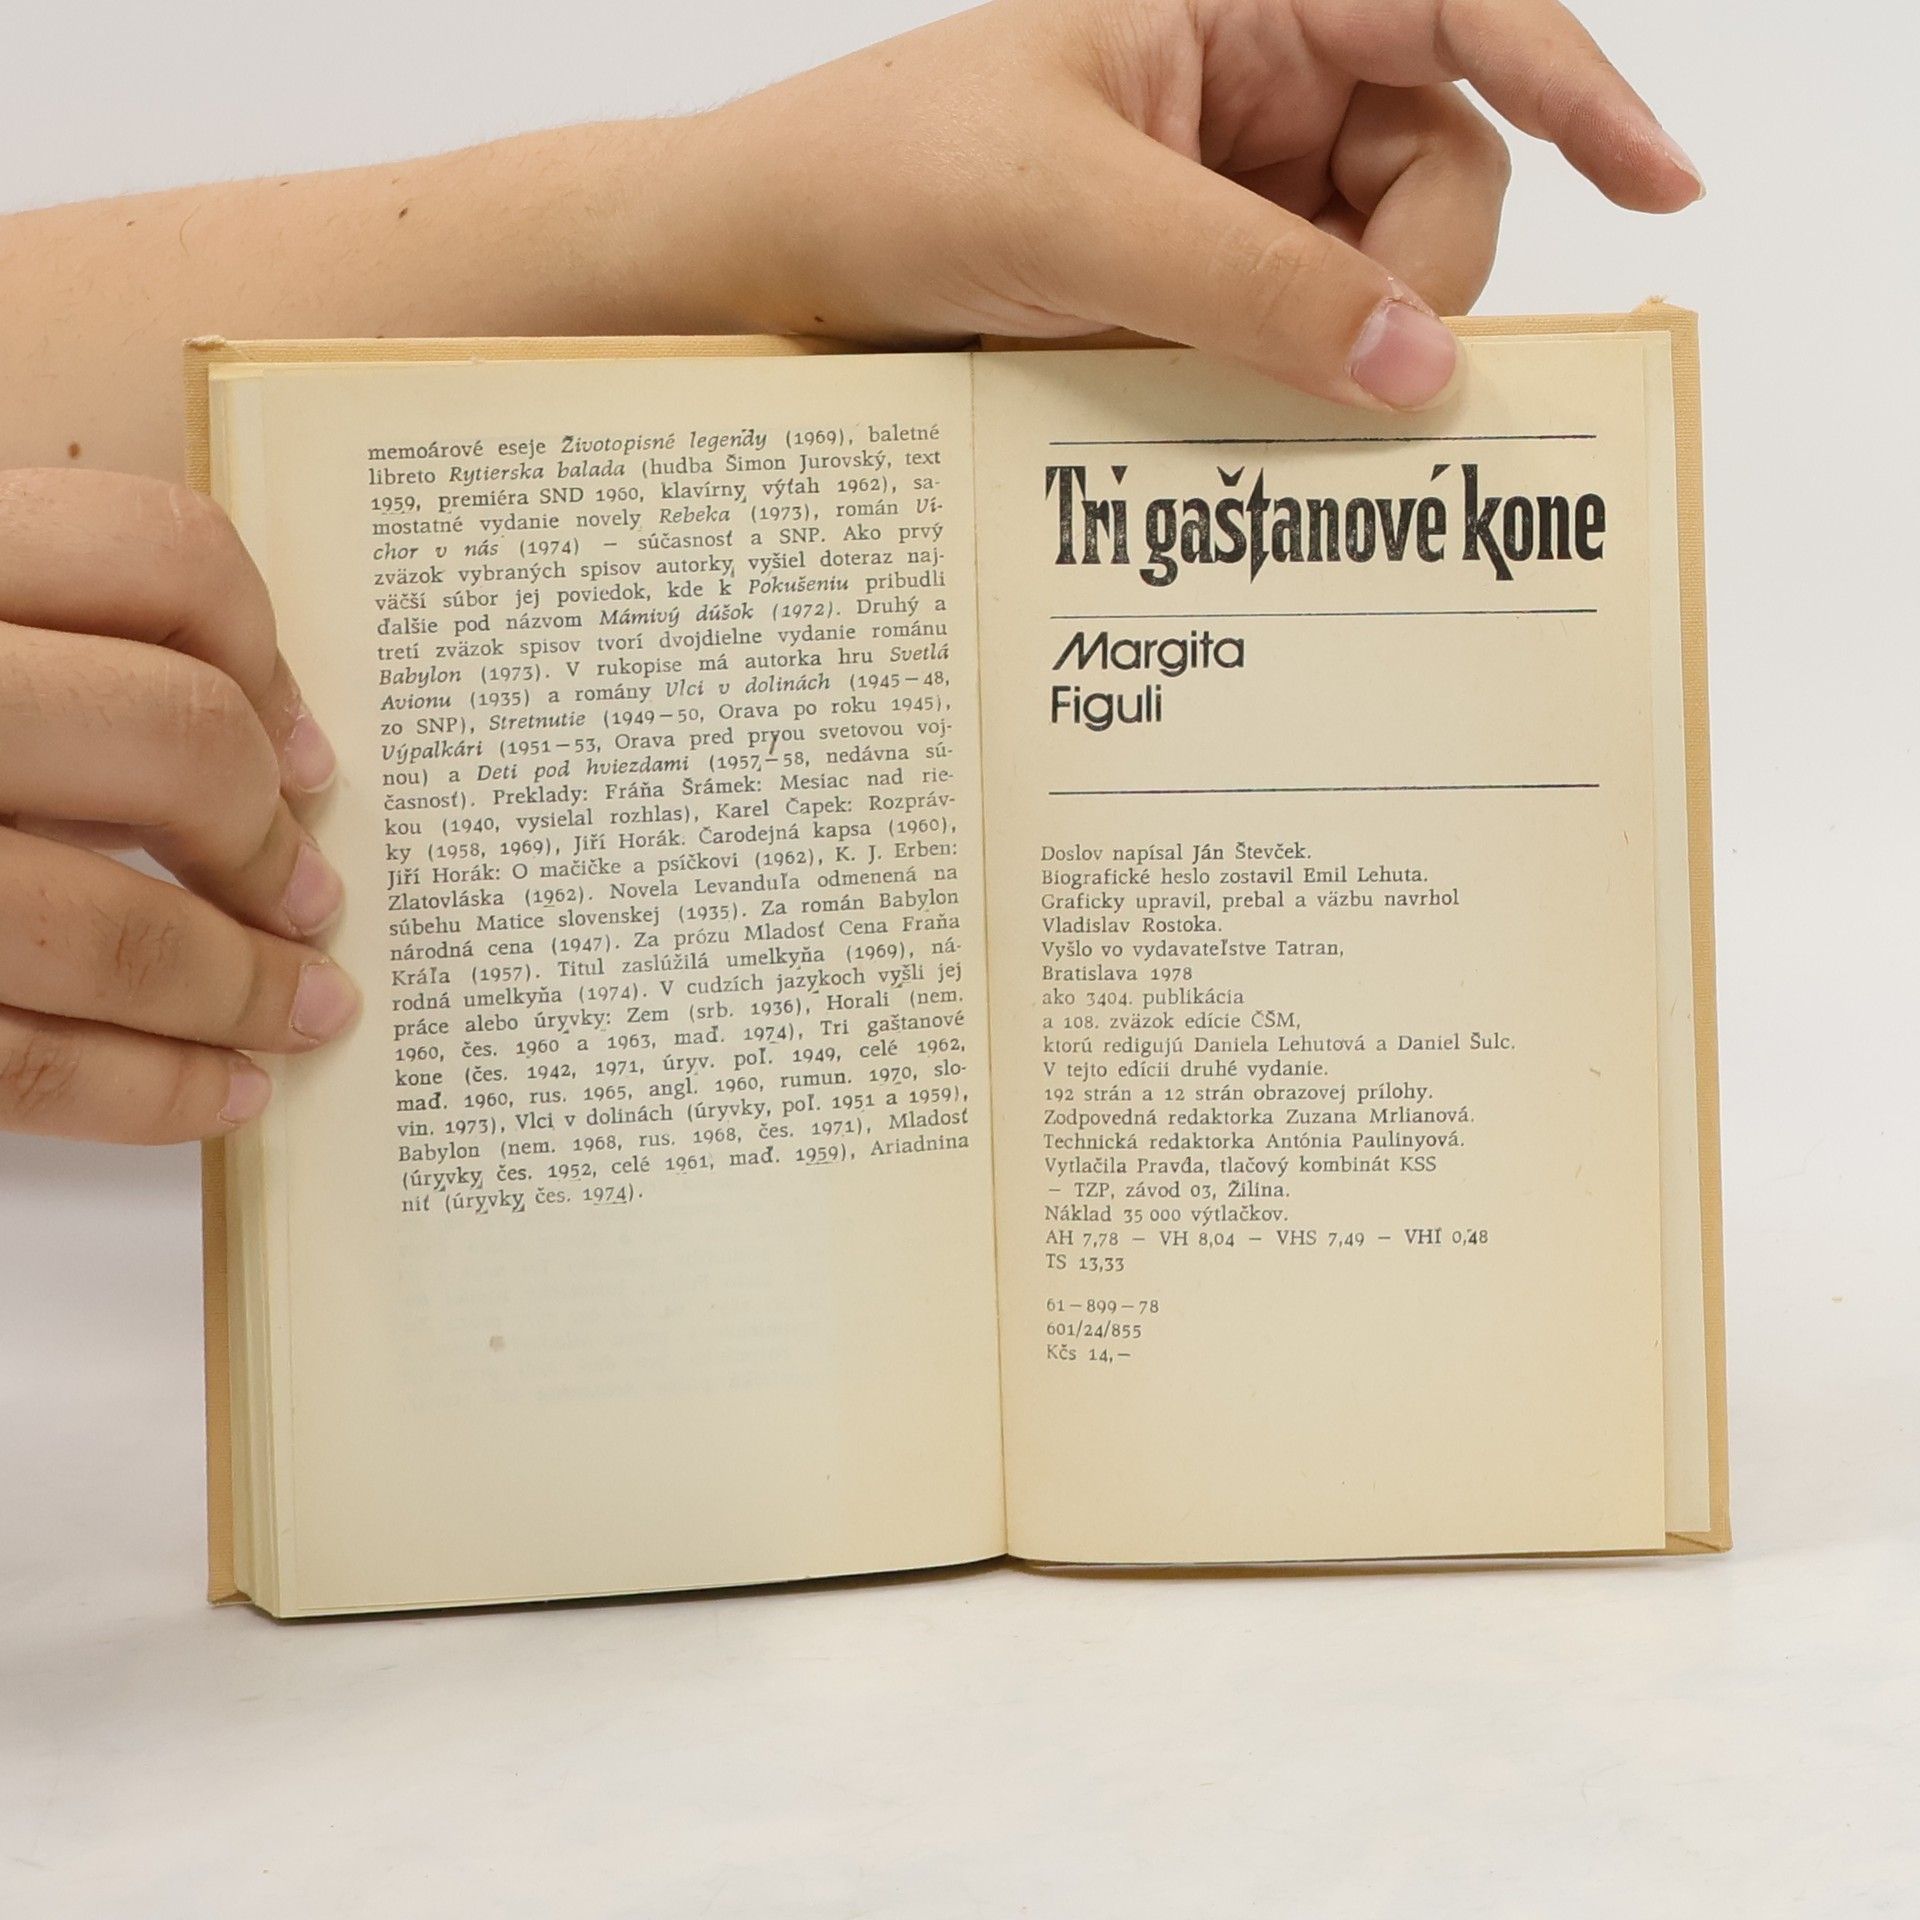 memoárové eseje Životopisné legendy (1969), baletné
libreto Rytierska balada (hudba Šimon Jurovský, text
1959, premiéra SND 1960, klavírny výťah 1962), sa-
mostatné vydanie novely Rebeka (1973), román Ví-
chor v nás (1974) – súčasnosť a SNP. Ako prvý
zväzok vybraných spisov autorky vyšiel doteraz naj-
väčší súbor jej poviedok, kde k Pokušeniu pribudli
ďalšie pod názvom Mámivý dúšok (1972). Druhý a
tretí zväzok spisov tvorí dvojdielne vydanie románu
Babylon (1973). V rukopise má autorka hru Svetlá
Avionu (1935) a romány Vlci v dolinách (1945–48,
zo SNP), Stretnutie (1949–50, Orava po roku 1945),
Výpalkári (1951–53, Orava pred prvou svetovou voj-
nou) a Deti pod hviezdami (1957–58, nedávna sú-
časnosť). Preklady: Fráňa Šrámek: Mesiac nad rie-
kou (1940, vysielal rozhlas), Karel Čapek: Rozpráv-
ky (1958, 1969), Jiří Horák: Čarodejná kapsa (1960),
Jiří Horák: O mačičke a psíčkovi (1962), K. J. Erben:
Zlatovláska (1962). Novela Levanduľa odmenená na
súbehu Matice slovenskej (1935). Za román Babylon
národná cena (1947). Za prózu Mladosť Cena Fraňa
Kráľa (1957). Titul zaslúžilá umelkyňa (1969), ná-
rodná umelkyňa (1974). V cudzích jazykoch vyšli jej
práce alebo úryvky: Zem (srb. 1936), Horali (nem.
1960, čes. 1960 a 1963, maď. 1974), Tri gaštanové
kone (čes. 1942, 1971, úryv. poľ. 1949, celé 1962,
maď. 1960, rus. 1965, angl. 1960, rumun. 1970, slo-
vin. 1973), Vlci v dolinách (úryvky, poľ. 1951 a 1959),
Babylon (nem. 1968, rus. 1968, čes. 1971), Mladosť
(úryvky čes. 1952, celé 1961, maď. 1959), Ariadnina
niť (úryvky čes. 1974).
Tri gaštanové kone
Margita
Figuli
Doslov napísal Ján Števček.
Biografické heslo zostavil Emil Lehuta.
Graficky upravil, prebal a väzbu navrhol
Vladislav Rostoka.
Vyšlo vo vydavateľstve Tatran,
Bratislava 1978
ako 3404. publikácia
a 108. zväzok edície ČŠM,
ktorú redigujú Daniela Lehutová a Daniel Šulc.
V tejto edícii druhé vydanie.
192 strán a 12 strán obrazovej prílohy.
Zodpovedná redaktorka Zuzana Mrlianová.
Technická redaktorka Antónia Paulinyová.
Vytlačila Pravda, tlačový kombinát KSS
– TZP, závod 03, Žilina.
Náklad 35 000 výtlačkov.
AH 7,78 – VH 8,04 – VHS 7,49 – VHI 0,48
TS 13,33
61–899–78
601/24/855
Kčs 14,–